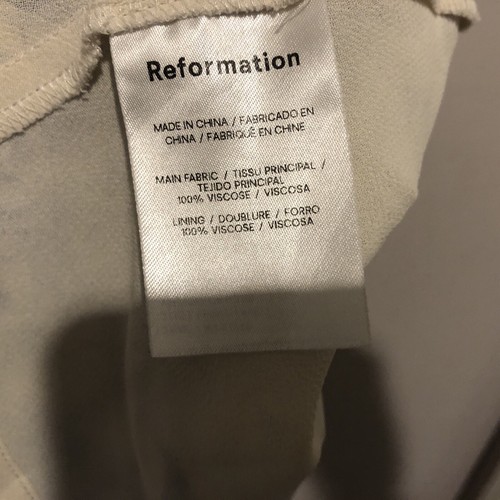 Reformation
MADE IN CHINA / FABRICADO EN
CHINA / FABRIQUÉ EN CHINE
MAIN FABRIC / TISSU PRINCIPAL /
TEJIDO PRINCIPAL
100% VISCOSE / VISCOSA
LINING / DOUBLURE / FORRO
100% VISCOSE / VISCOSA